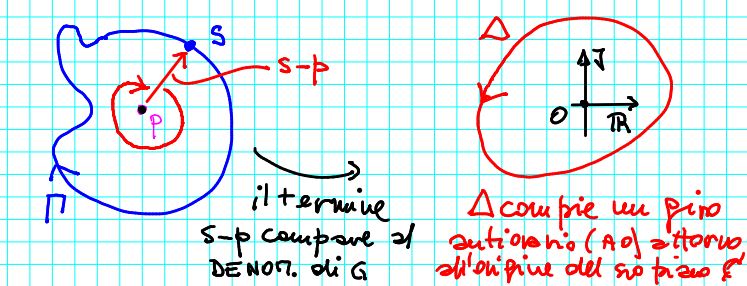 S
s-p
P
Π
Δ
J
O
R
il termine
s-p compare al
DENOM. di G
Δ compie un giro
antiorario (AO) attorno
all'origine del suo piano